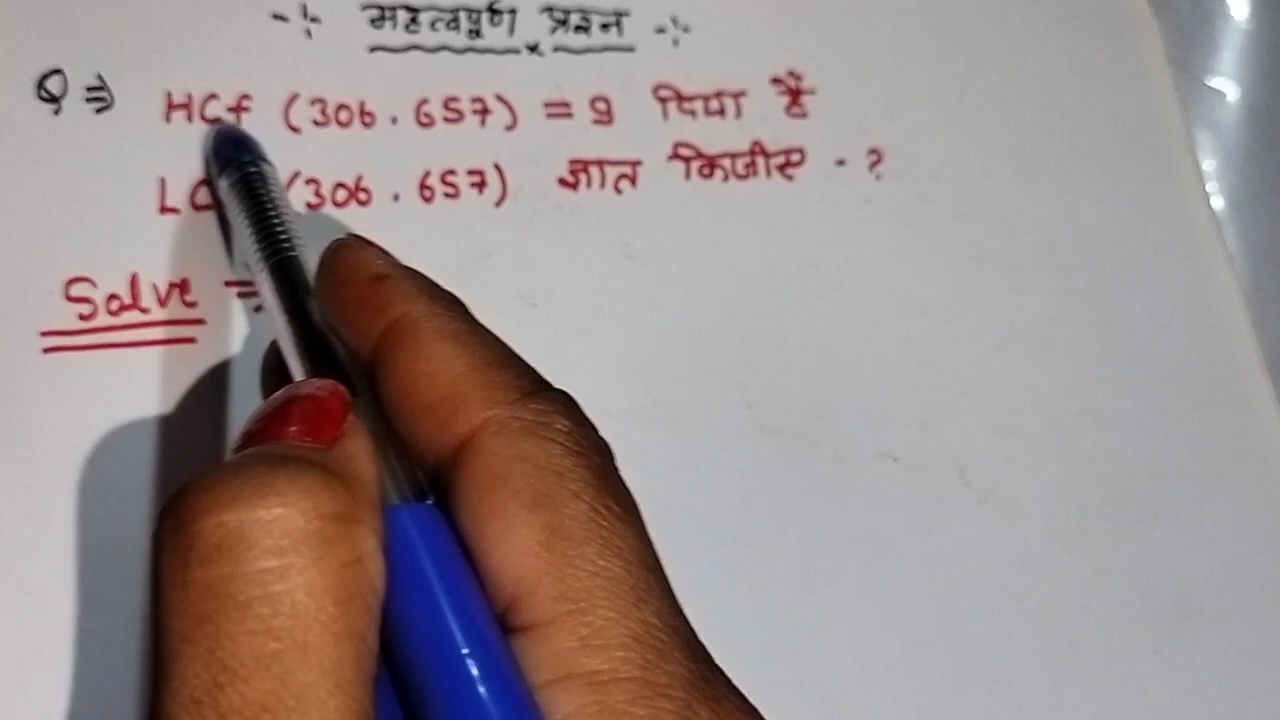 -:- महत्वपूर्ण प्रश्न -:-
Q ⇒ HCf (306.657) = 9 दिया है
(306.657) ज्ञात किजीए - ?
Solve =